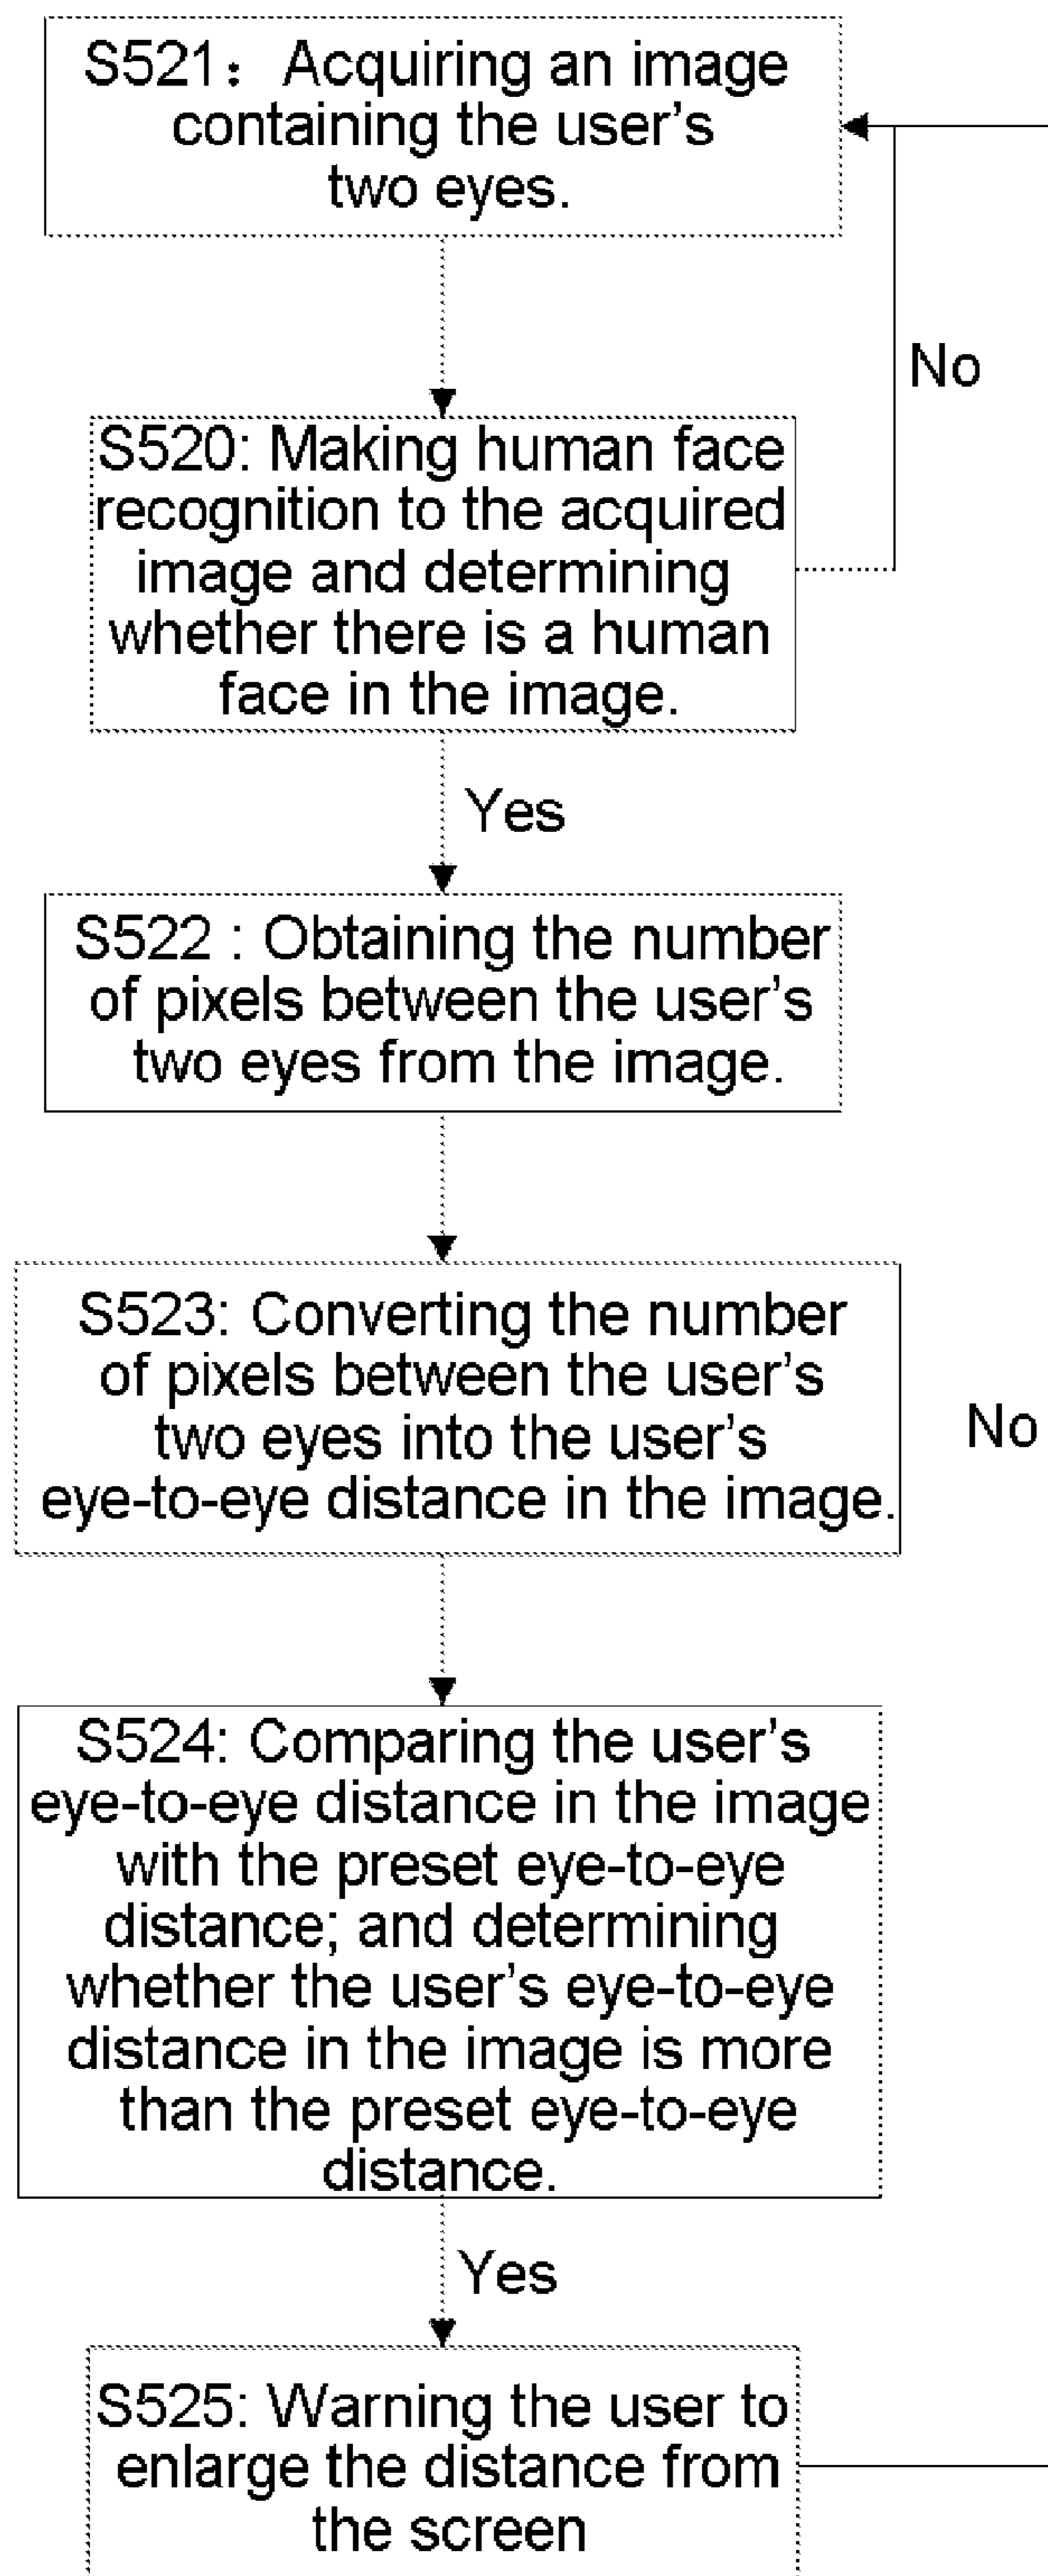 S521： Acquiring an image
containing the user's
two eyes.
No
S520: Making human face
recognition to the acquired
image and determining
whether there is a human
face in the image.
Yes
S522 : Obtaining the number
of pixels between the user's
two eyes from the image.
S523: Converting the number
of pixels between the user's
two eyes into the user's
eye-to-eye distance in the image.
No
S524: Comparing the user's
eye-to-eye distance in the image
with the preset eye-to-eye
distance; and determining
whether the user's eye-to-eye
distance in the image is more
than the preset eye-to-eye
distance.
Yes
S525: Warning the user to
enlarge the distance from
the screen